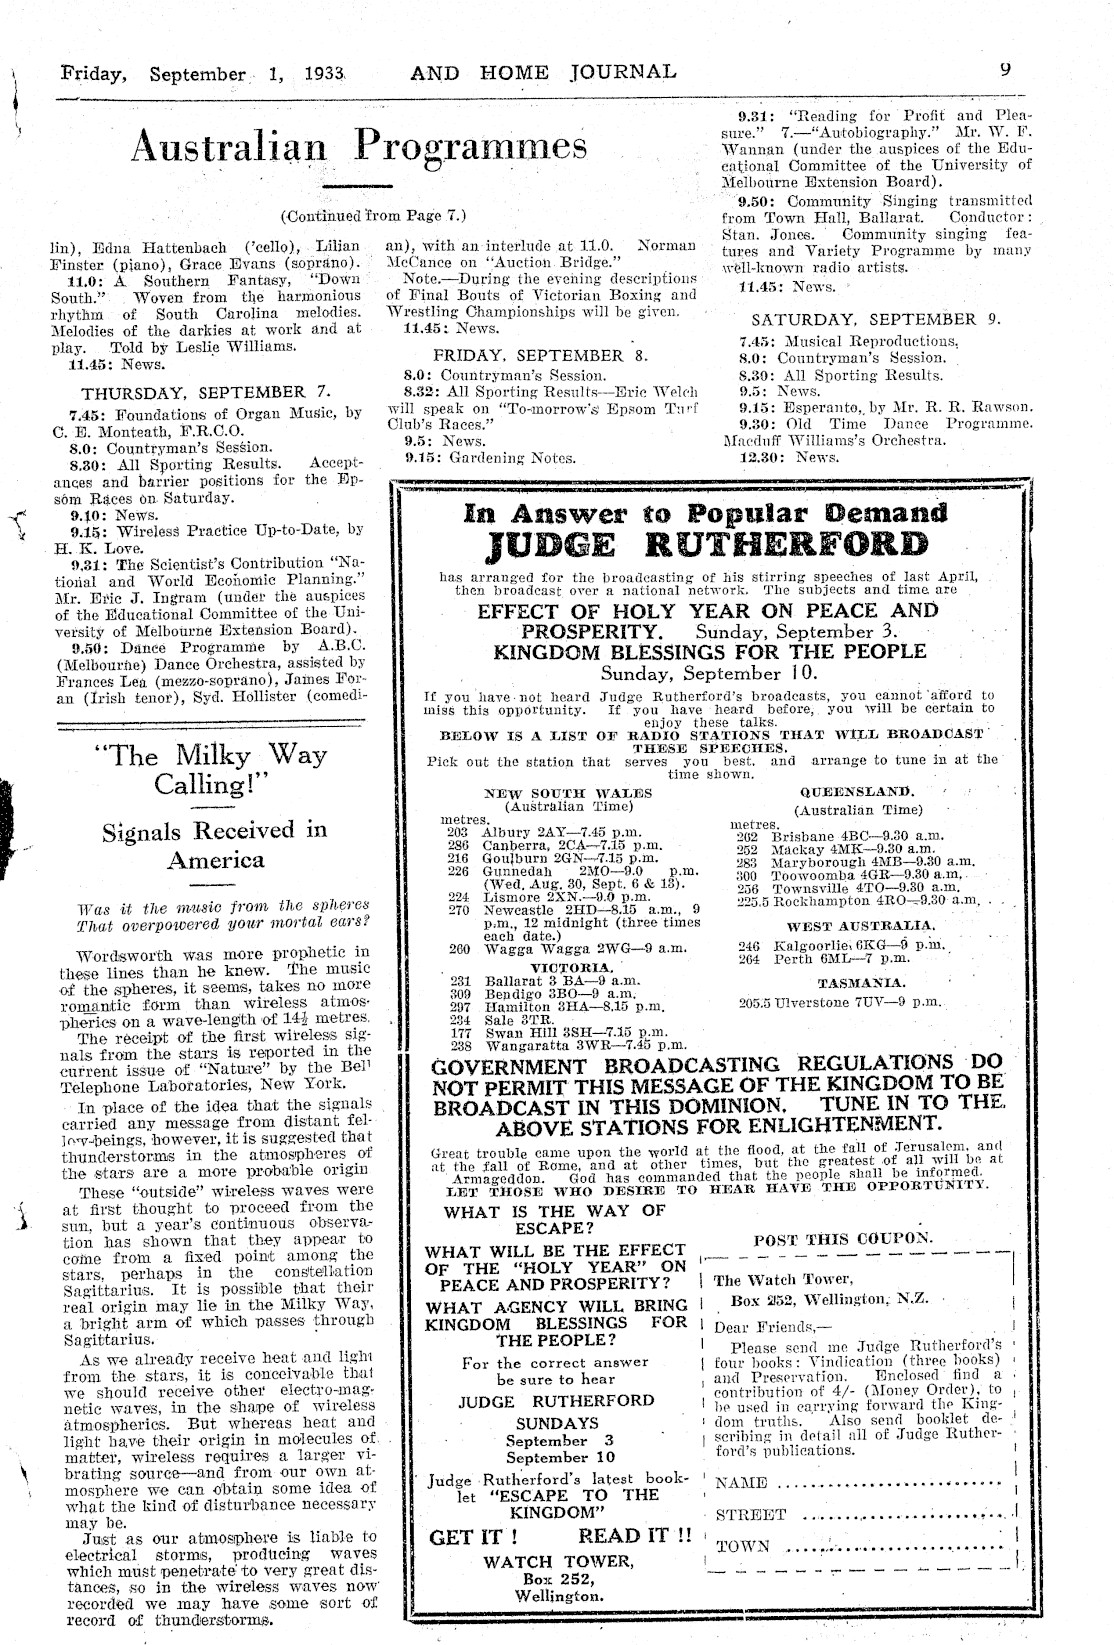 Friday, September 1, 1933. AND HOME JOURNAL 9
Australian Programmes
(Continued from Page 7.)
lin), Edna Hattenbach ('cello), Lilian
Finster (piano), Grace Evans (soprano).
11.0: A Southern Fantasy, "Down
South." Woven from the harmonious
rhythm of South Carolina melodies.
Melodies of the darkies at work and at
play. Told by Leslie Williams.
11.45: News.
THURSDAY, SEPTEMBER 7.
7.45: Foundations of Organ Music, by
C. E. Monteath, F.R.C.O.
8.0: Countryman's Session.
8.30: All Sporting Results. Accept-
ances and barrier positions for the Ep-
som Races on Saturday.
9.10: News.
9.15: Wireless Practice Up-to-Date, by
H. K. Love.
9.31: The Scientist's Contribution "Na-
tional and World Economic Planning."
Mr. Eric J. Ingram (under the auspices
of the Educational Committee of the Uni-
versity of Melbourne Extension Board).
9.50: Dance Programme by A.B.C.
(Melbourne) Dance Orchestra, assisted by
Frances Lea (mezzo-soprano), James For-
an (Irish tenor), Syd. Hollister (comedi-
an), with an interlude at 11.0. Norman
McCance on "Auction Bridge."
Note.—During the evening descriptions
of Final Bouts of Victorian Boxing and
Wrestling Championships will be given.
11.45: News.
FRIDAY, SEPTEMBER 8.
8.0: Countryman's Session.
8.32: All Sporting Results—Eric Welch
will speak on "To-morrow's Epsom Turf
Club's Races."
9.5: News.
9.15: Gardening Notes.
9.31: "Reading for Profit and Plea-
sure." 7.—"Autobiography." Mr. W. F.
Wannan (under the auspices of the Edu-
cational Committee of the University of
Melbourne Extension Board).
9.50: Community Singing transmitted
from Town Hall, Ballarat. Conductor:
Stan. Jones. Community singing fea-
tures and Variety Programme by many
well-known radio artists.
11.45: News.
SATURDAY, SEPTEMBER 9.
7.45: Musical Reproductions.
8.0: Countryman's Session.
8.30: All Sporting Results.
9.5: News.
9.15: Esperanto, by Mr. R. R. Rawson.
9.30: Old Time Dance Programme.
Macduff Williams's Orchestra.
12.30: News.
"The Milky Way
Calling!"
Signals Received in
America
Was it the music from the spheres
That overpowered your mortal ears?
Wordsworth was more prophetic in
these lines than he knew. The music
of the spheres, it seems, takes no more
romantic form than wireless atmos-
pherics on a wave-length of 14½ metres.
The receipt of the first wireless sig-
nals from the stars is reported in the
current issue of "Nature" by the Bell
Telephone Laboratories, New York.
In place of the idea that the signals
carried any message from distant fel-
low-beings, however, it is suggested that
thunderstorms in the atmospheres of
the stars are a more probable origin
These "outside" wireless waves were
at first thought to proceed from the
sun, but a year's continuous observa-
tion has shown that they appear to
come from a fixed point among the
stars, perhaps in the constellation
Sagittarius. It is possible that their
real origin may lie in the Milky Way,
a bright arm of which passes through
Sagittarius.
As we already receive heat and light
from the stars, it is conceivable that
we should receive other electro-mag-
netic waves, in the shape of wireless
atmospherics. But whereas heat and
light have their origin in molecules of
matter, wireless requires a larger vi-
brating source—and from our own at-
mosphere we can obtain some idea of
what the kind of disturbance necessary
may be.
Just as our atmosphere is liable to
electrical storms, producing waves
which must penetrate to very great dis-
tances, so in the wireless waves now
recorded we may have some sort of
record of thunderstorms.
In Answer to Popular Demand
JUDGE RUTHERFORD
has arranged for the broadcasting of his stirring speeches of last April,
then broadcast over a national network. The subjects and time are
EFFECT OF HOLY YEAR ON PEACE AND
PROSPERITY. Sunday, September 3.
KINGDOM BLESSINGS FOR THE PEOPLE
Sunday, September 10.
If you have not heard Judge Rutherford's broadcasts, you cannot afford to
miss this opportunity. If you have heard before, you will be certain to
enjoy these talks.
BELOW IS A LIST OF RADIO STATIONS THAT WILL BROADCAST
THESE SPEECHES.
Pick out the station that serves you best, and arrange to tune in at the
time shown.
NEW SOUTH WALES
(Australian Time)
metres.
203 Albury 2AY—7.45 p.m.
286 Canberra, 2CA—7.15 p.m.
216 Goulburn 2GN—7.15 p.m.
226 Gunnedah 2MO—9.0 p.m.
(Wed, Aug. 30, Sept. 6 & 13).
224 Lismore 2XN.—9.0 p.m.
270 Newcastle 2HD—8.15 a.m., 9
p.m., 12 midnight (three times
each date.)
260 Wagga Wagga 2WG—9 a.m.
VICTORIA.
231 Ballarat 3 BA—9 a.m.
309 Bendigo 3BO—9 a.m.
297 Hamilton 3HA—8.15 p.m.
234 Sale 3TR.
177 Swan Hill 3SH—7.15 p.m.
238 Wangaratta 3WR—7.45 p.m.
QUEENSLAND.
(Australian Time)
metres.
262 Brisbane 4BC—9.30 a.m.
252 Mackay 4MK—9.30 a.m.
283 Maryborough 4MB—9.30 a.m.
300 Toowoomba 4GR—9.30 a.m.
256 Townsville 4TO—9.30 a.m.
225.5 Rockhampton 4RO—9.30 a.m.
WEST AUSTRALIA.
246 Kalgoorlie, 6KG—9 p.m.
264 Perth 6ML—7 p.m.
TASMANIA.
205.5 Ulverstone 7UV—9 p.m.
GOVERNMENT BROADCASTING REGULATIONS DO
NOT PERMIT THIS MESSAGE OF THE KINGDOM TO BE
BROADCAST IN THIS DOMINION. TUNE IN TO THE
ABOVE STATIONS FOR ENLIGHTENMENT.
Great trouble came upon the world at the flood, at the fall of Jerusalem, and
at the fall of Rome, and at other times, but the greatest of all will be at
Armageddon. God has commanded that the people shall be informed.
LET THOSE WHO DESIRE TO HEAR HAVE THE OPPORTUNITY.
WHAT IS THE WAY OF
ESCAPE?
WHAT WILL BE THE EFFECT
OF THE "HOLY YEAR" ON
PEACE AND PROSPERITY?
WHAT AGENCY WILL BRING
KINGDOM BLESSINGS FOR
THE PEOPLE?
For the correct answer
be sure to hear
JUDGE RUTHERFORD
SUNDAYS
September 3
September 10
Judge Rutherford's latest book-
let "ESCAPE TO THE
KINGDOM"
GET IT! READ IT!!
WATCH TOWER,
Box 252,
Wellington.
POST THIS COUPON.
The Watch Tower,
Box 252, Wellington, N.Z.
Dear Friends,—
Please send me Judge Rutherford's
four books: Vindication (three books)
and Preservation. Enclosed find a
contribution of 4/- (Money Order), to
be used in carrying forward the King-
dom truths. Also send booklet de-
scribing in detail all of Judge Ruther-
ford's publications.
NAME ..............................
STREET ...........................
TOWN .............................